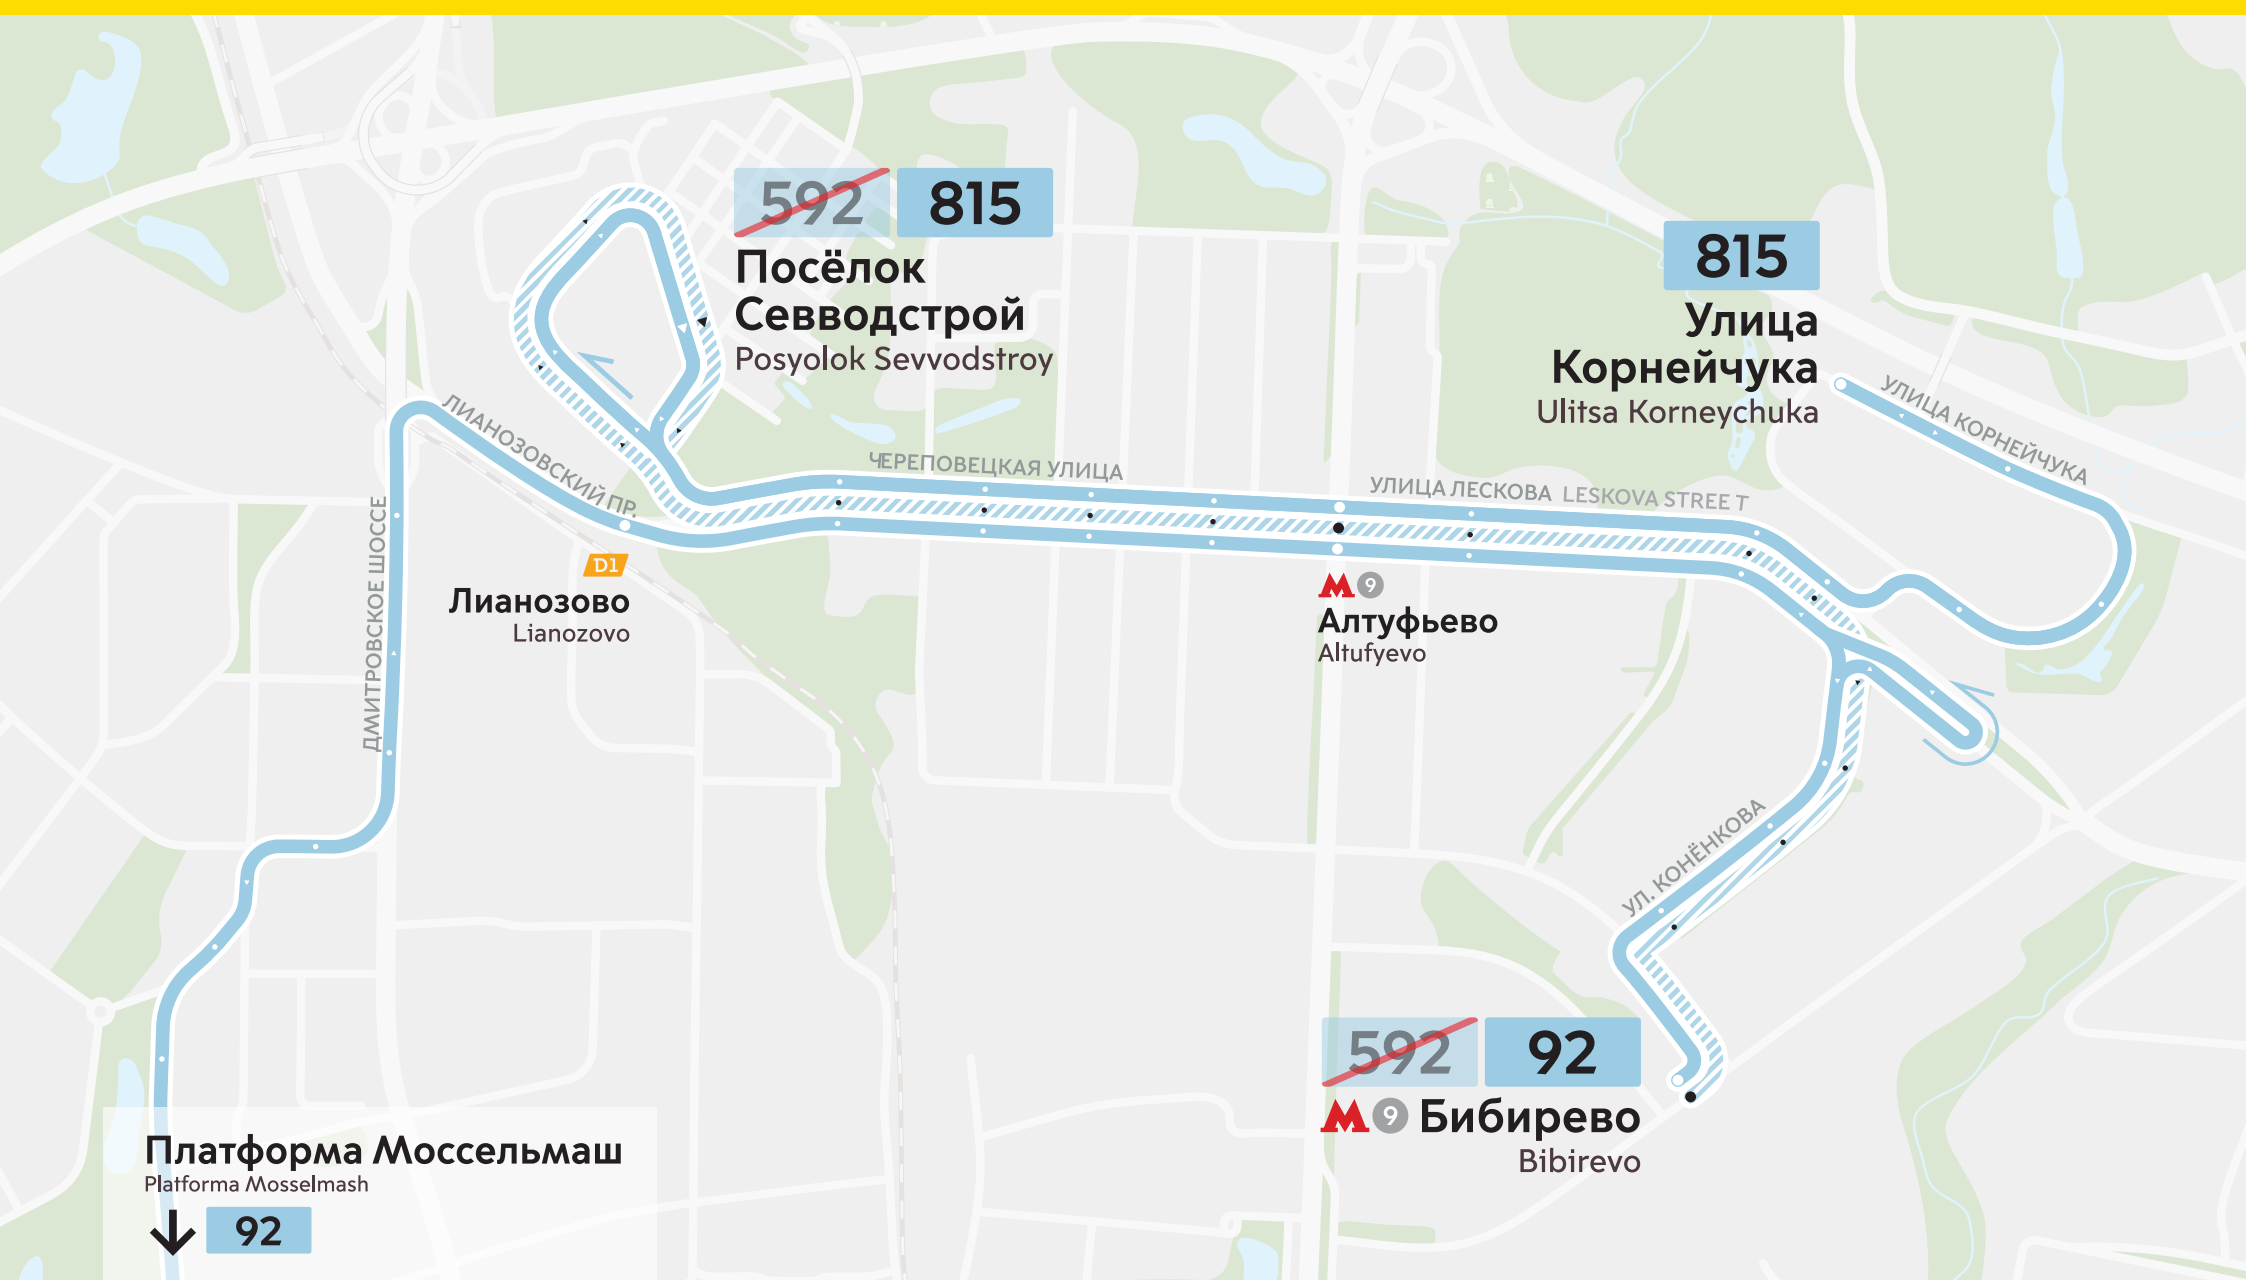 592 815
Посёлок
Севводстрой
Posyolok Sevvodstroy
815
Улица
Корнейчука
Ulitsa Korneychuka
УЛИЦА КОРНЕЙЧУКА
ЛИАНОЗОВСКИЙ ПР.
ЧЕРЕПОВЕЦКАЯ УЛИЦА
УЛИЦА ЛЕСКОВА LESKOVA STREET
ДМИТРОВСКОЕ ШОССЕ
D1
Лианозово
Lianozovo
М 9
Алтуфьево
Altufyevo
УЛ. КОНЁНКОВА
592 92
М 9 Бибирево
Bibirevo
Платформа Моссельмаш
Platforma Mosselmash
92